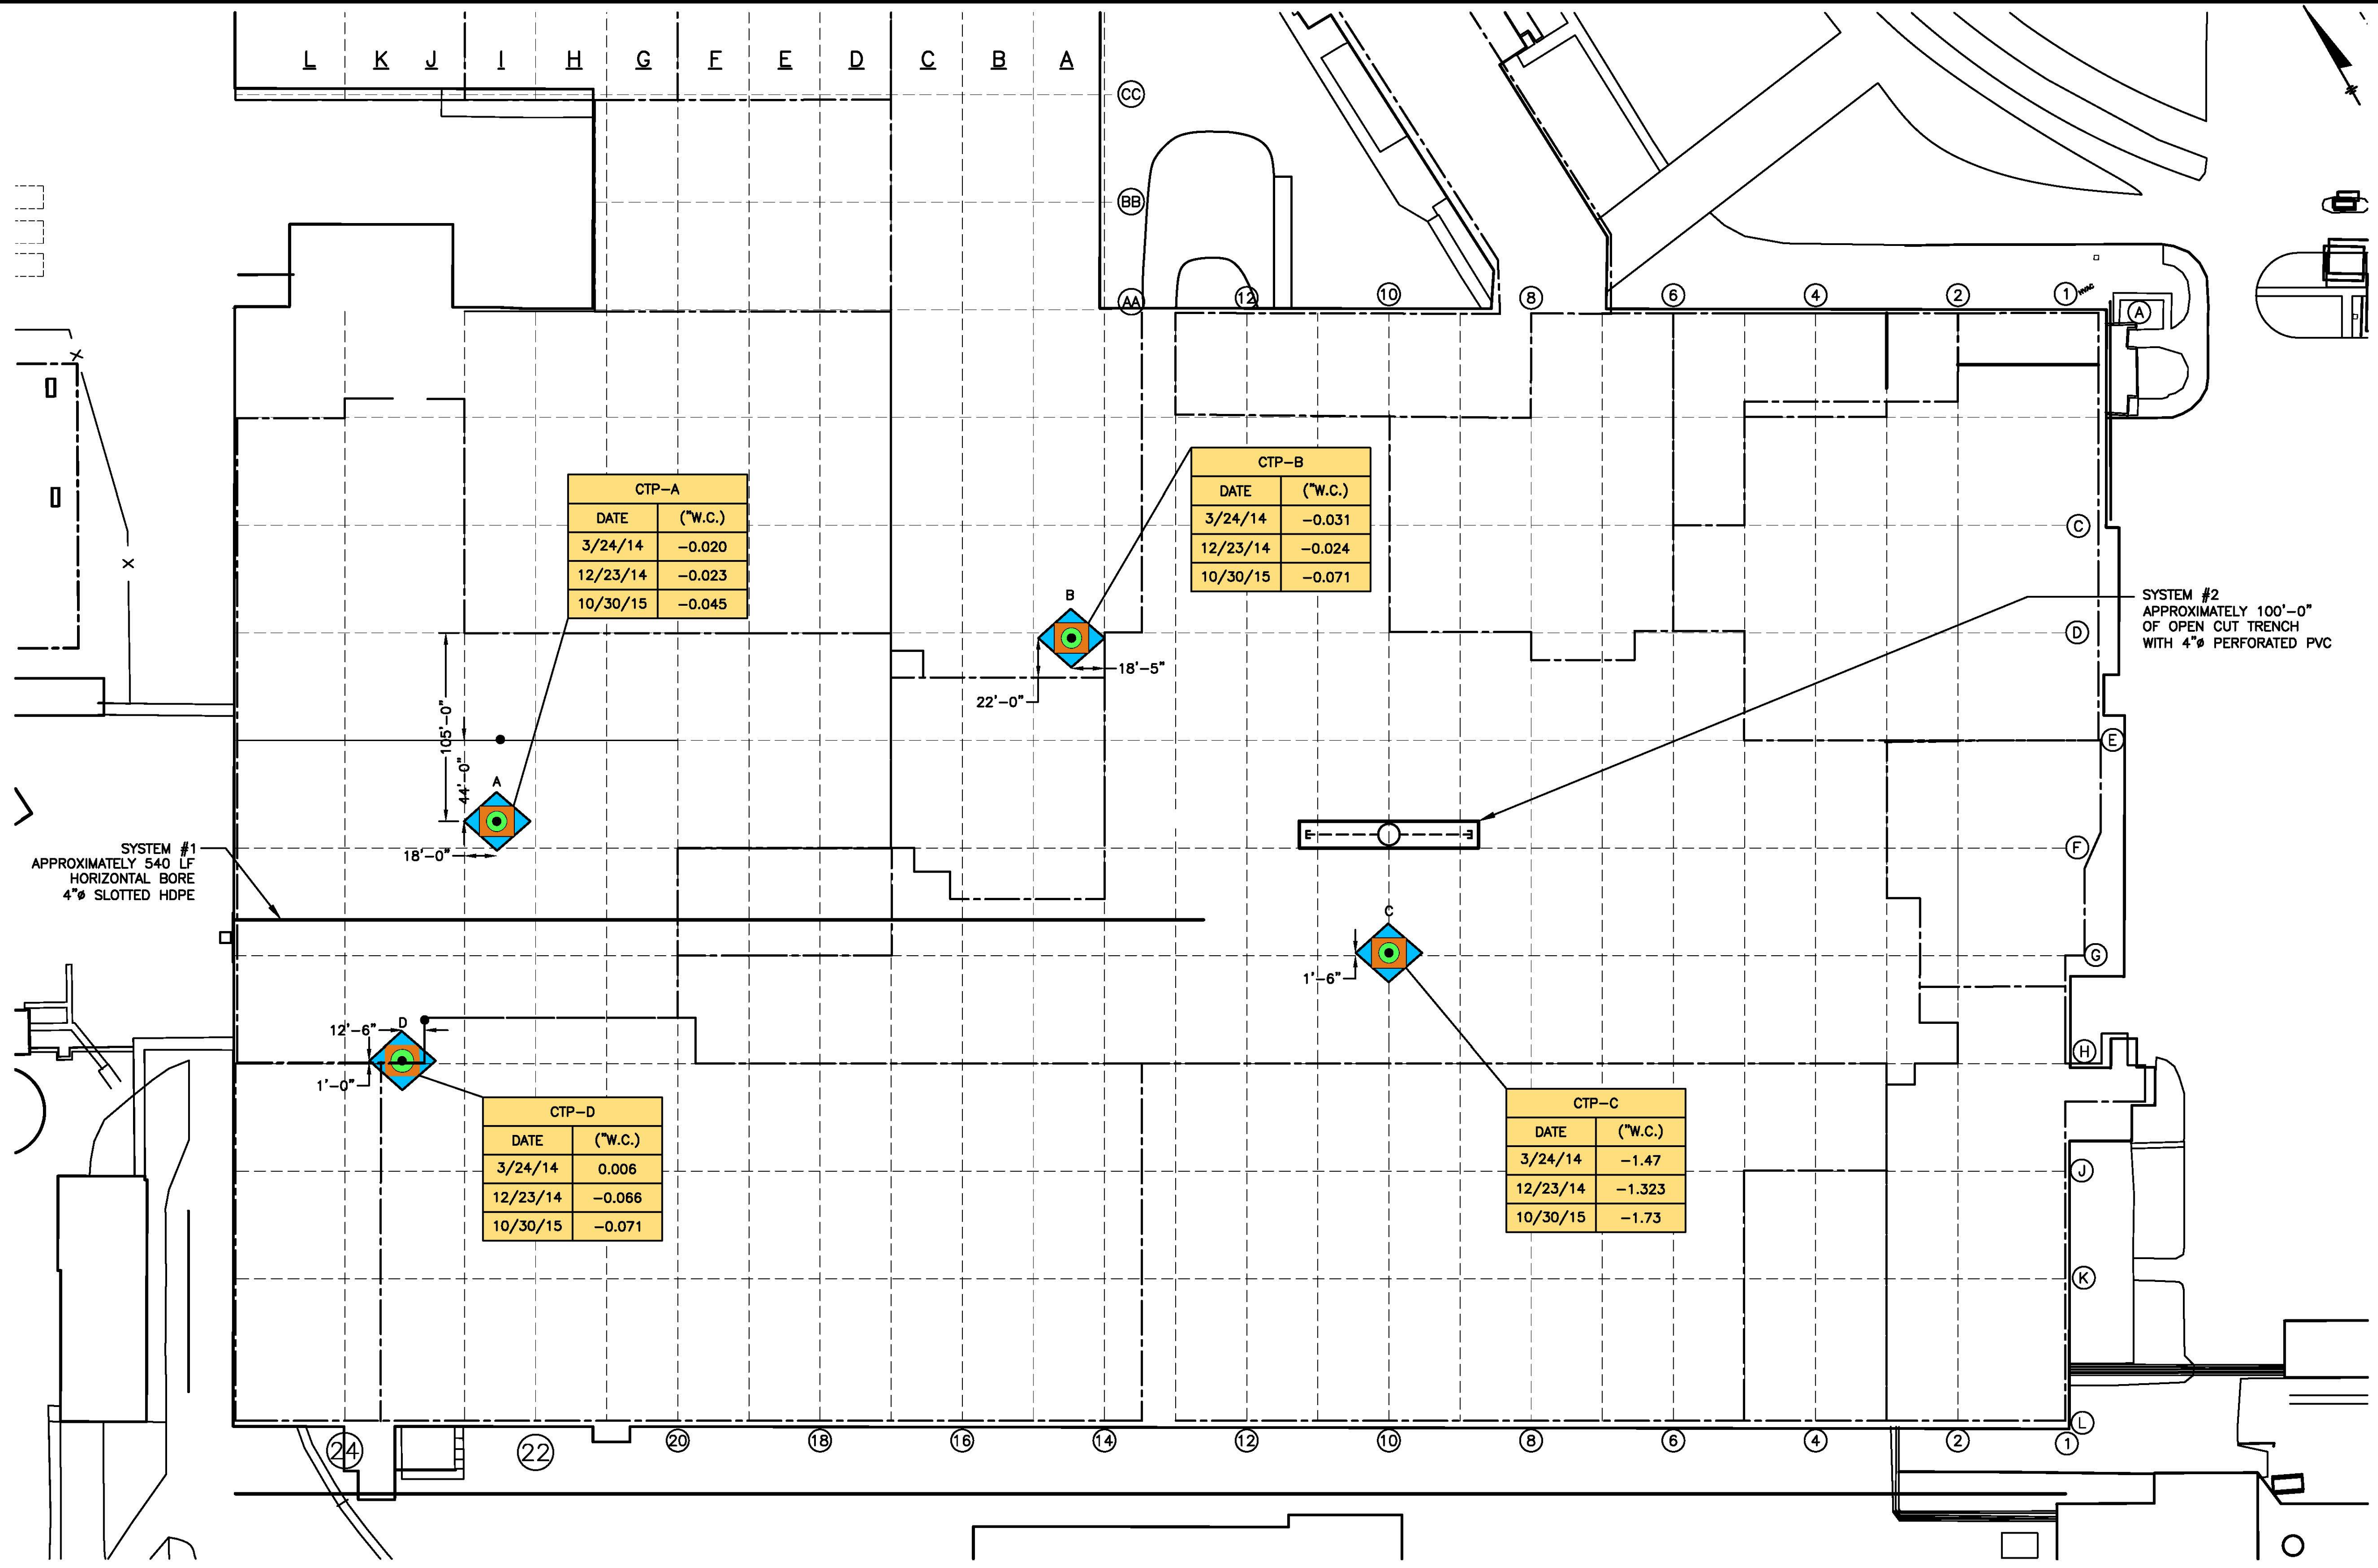 L K J I H G F E D C B A
CC
BB
AA
12 10 8 6 4 2 1 HVAC
A
CTP-A
DATE ("W.C.)
3/24/14 -0.020
12/23/14 -0.023
10/30/15 -0.045
CTP-B
DATE ("W.C.)
3/24/14 -0.031
12/23/14 -0.024
10/30/15 -0.071
X
X
C
B
18'-5"
22'-0"
D
SYSTEM #2
APPROXIMATELY 100'-0"
OF OPEN CUT TRENCH
WITH 4"ø PERFORATED PVC
105'-0"
44'-0"
A
18'-0"
E
F
SYSTEM #1
APPROXIMATELY 540 LF
HORIZONTAL BORE
4"ø SLOTTED HDPE
C
1'-6"
G
12'-6"
D
1'-0"
H
CTP-D
DATE ("W.C.)
3/24/14 0.006
12/23/14 -0.066
10/30/15 -0.071
CTP-C
DATE ("W.C.)
3/24/14 -1.47
12/23/14 -1.323
10/30/15 -1.73
J
K
L
24 22 20 18 16 14 12 10 8 6 4 2 1